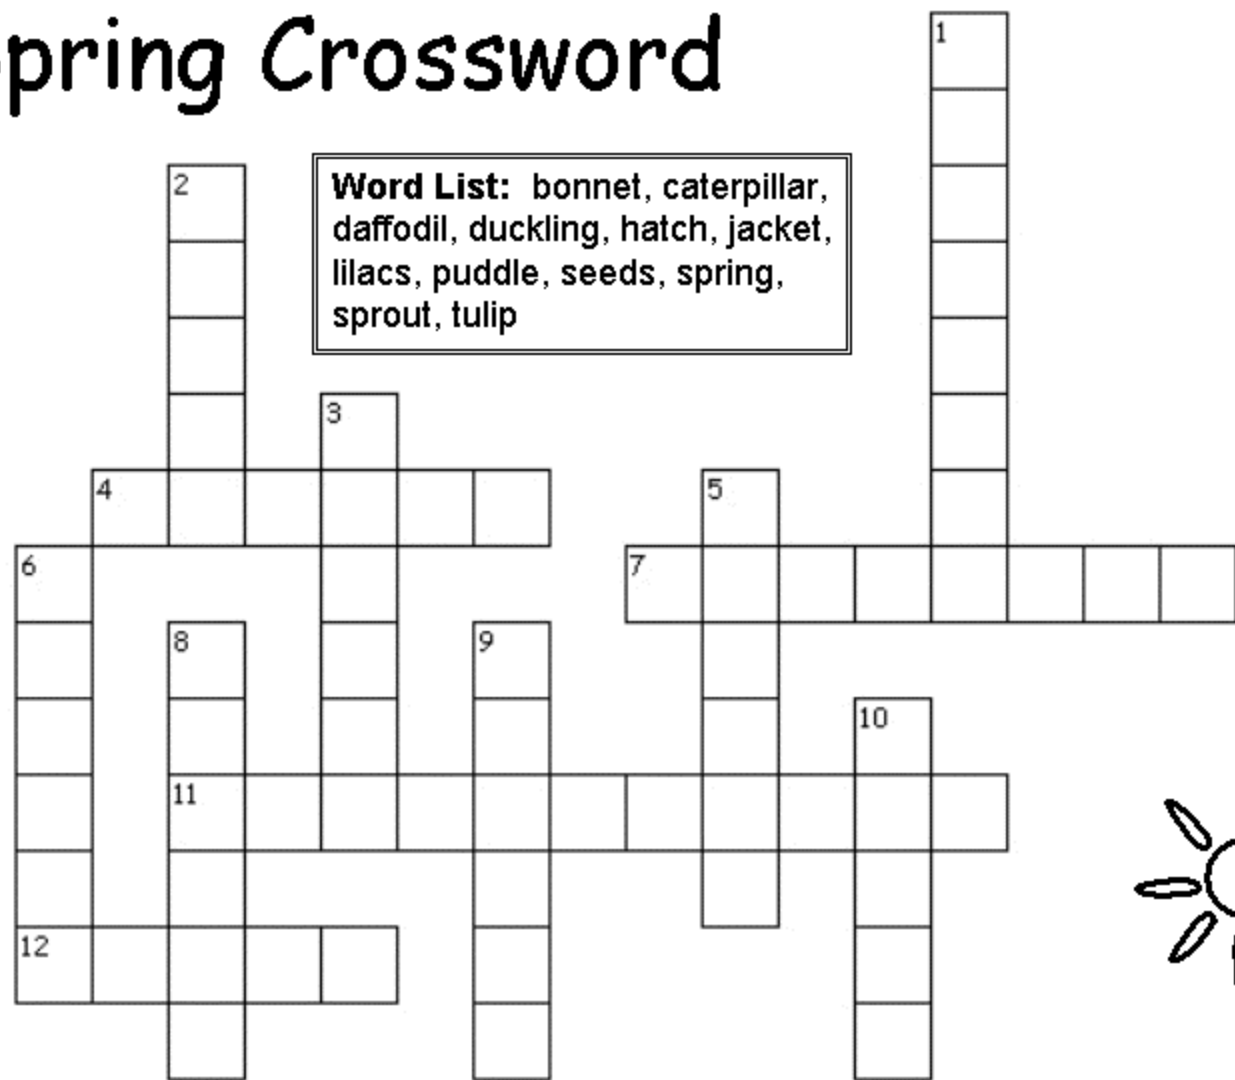 pring Crossword
1
2
Word List: bonnet, caterpillar,
daffodil, duckling, hatch, jacket,
lilacs, puddle, seeds, spring,
sprout, tulip
3
4
5
6
7
8
9
10
11
12